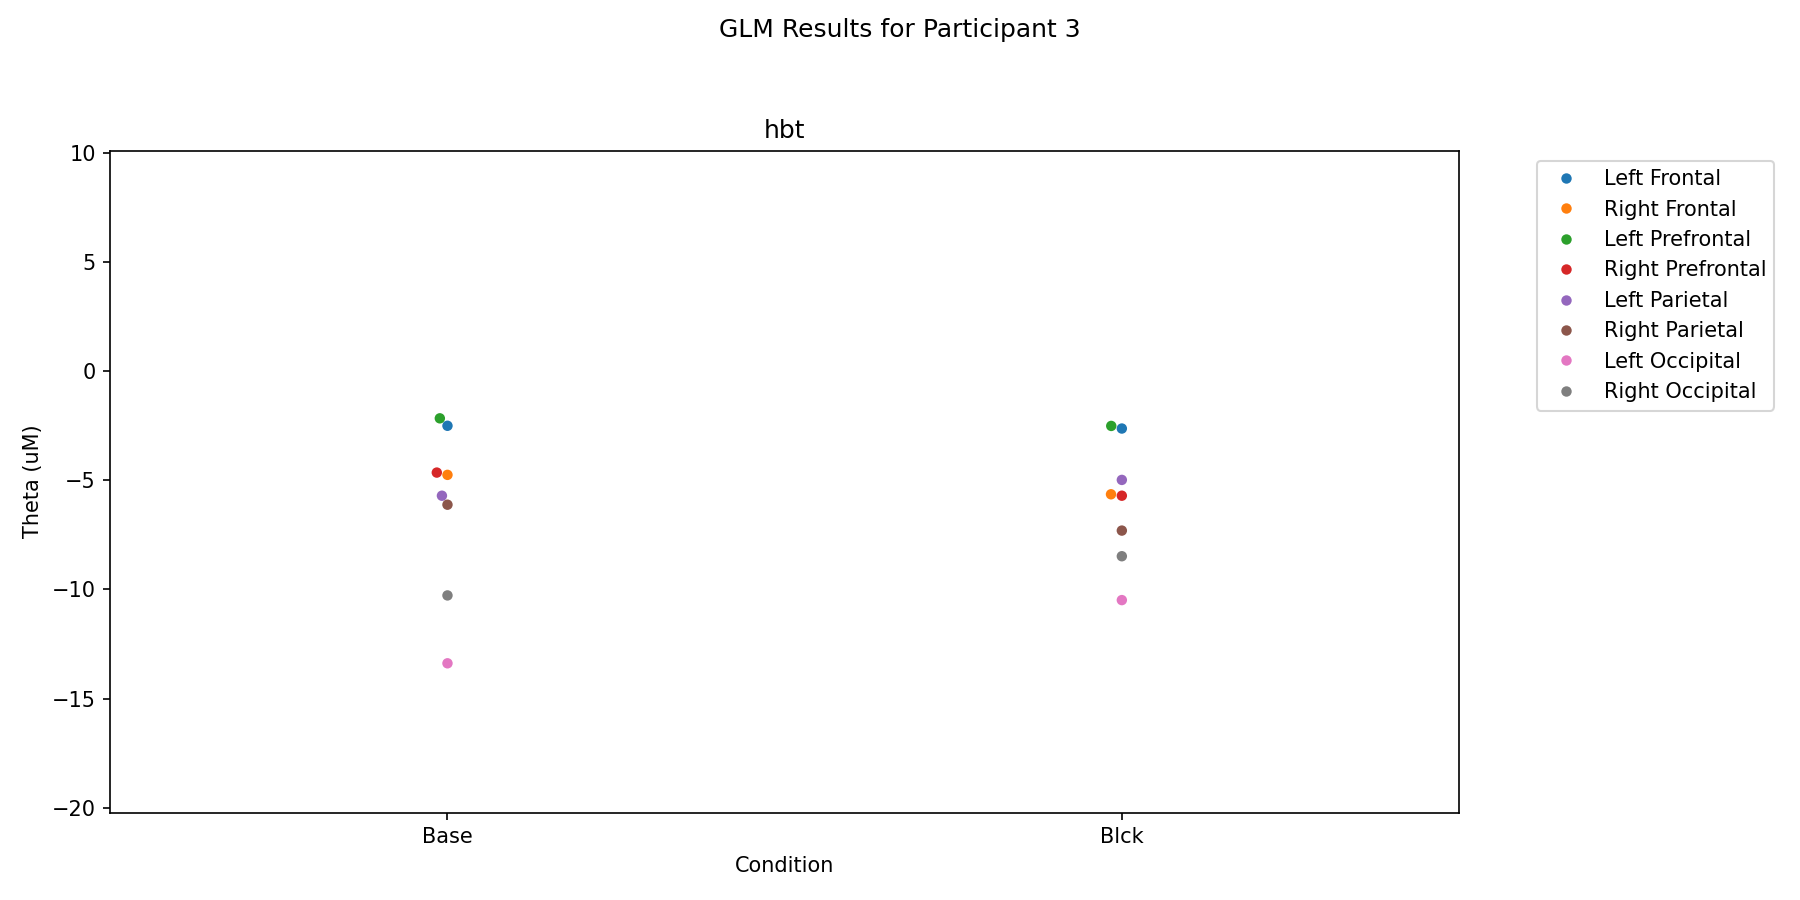 GLM Results for Participant 3
hbt
10
5
0
−5
−10
−15
−20
Theta (uM)
Base
Blck
Condition
Left Frontal
Right Frontal
Left Prefrontal
Right Prefrontal
Left Parietal
Right Parietal
Left Occipital
Right Occipital